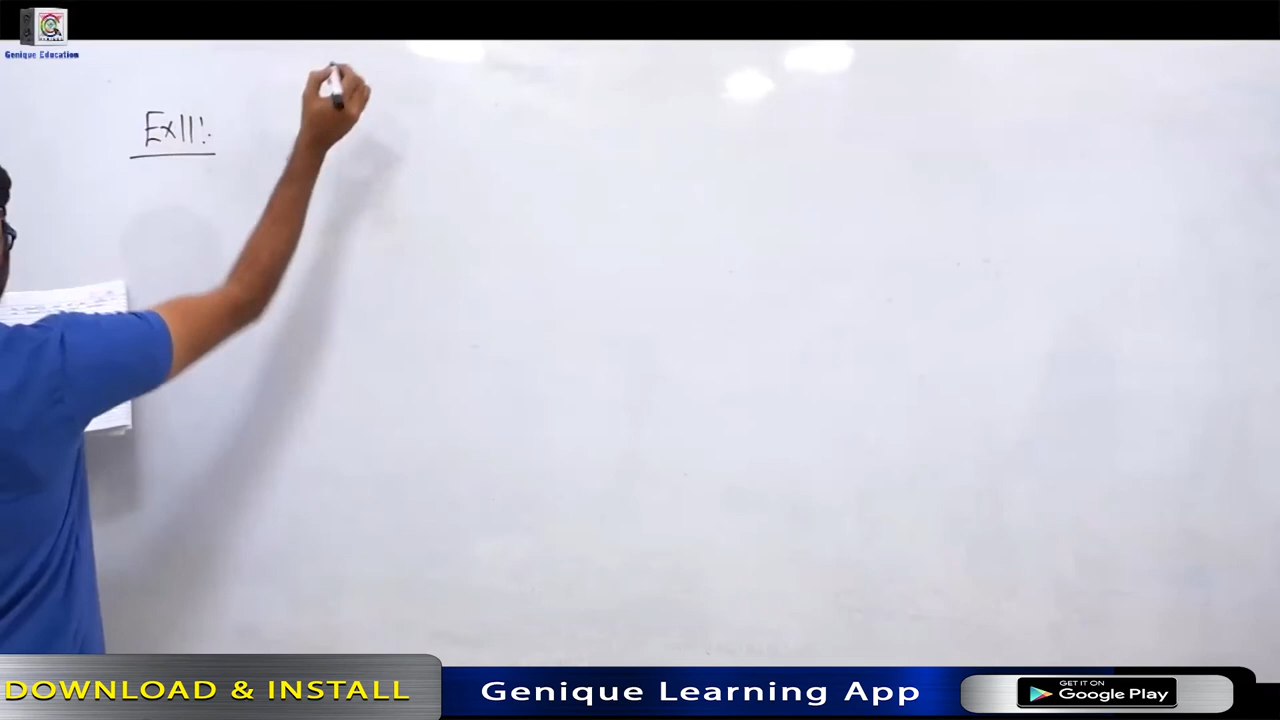 Genique Education
Ex11:
DOWNLOAD & INSTALL
Genique Learning App
GET IT ON
Google Play